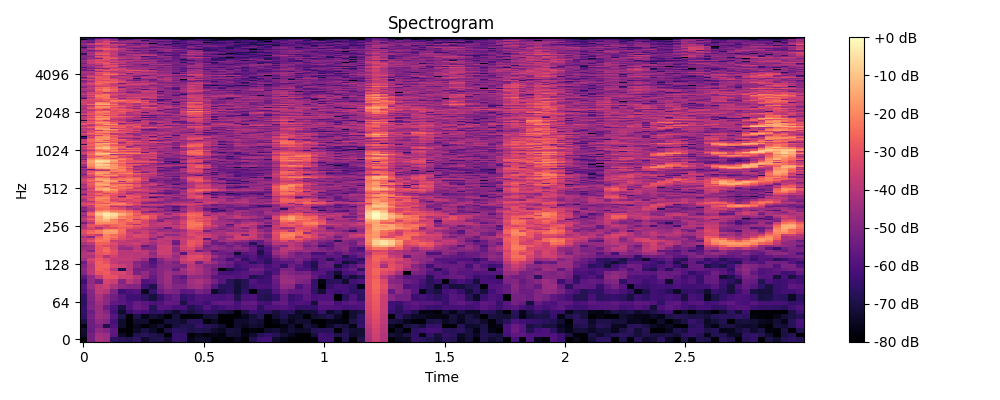 Spectrogram
Hz
4096
2048
1024
512
256
128
64
0
0
0.5
1
1.5
2
2.5
Time
+0 dB
-10 dB
-20 dB
-30 dB
-40 dB
-50 dB
-60 dB
-70 dB
-80 dB